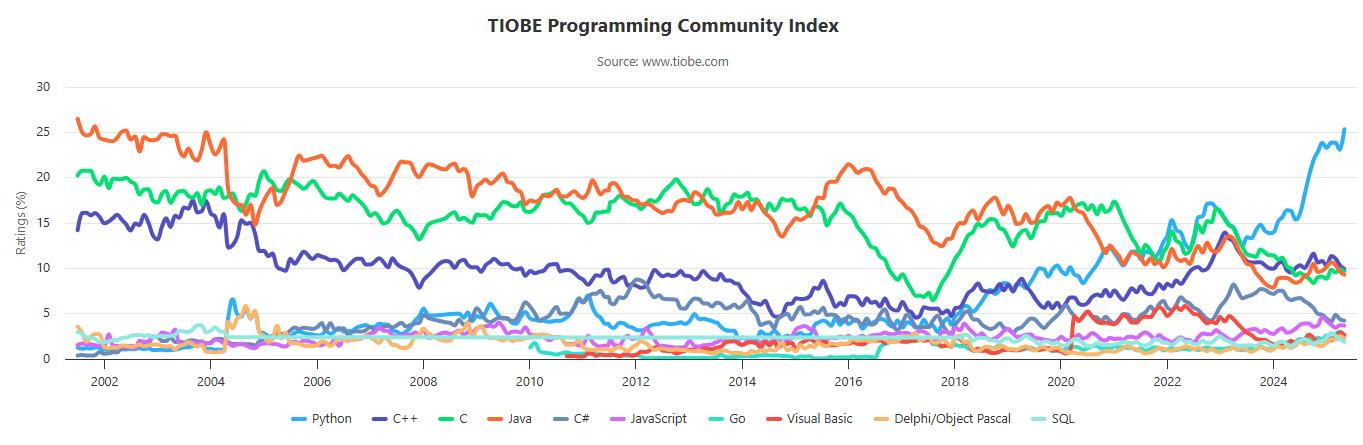 TIOBE Programming Community Index
Source: www.tiobe.com
Ratings (%)
30
25
20
15
10
5
0
2002 2004 2006 2008 2010 2012 2014 2016 2018 2020 2022 2024
Python C++ C Java C# JavaScript Go Visual Basic Delphi/Object Pascal SQL